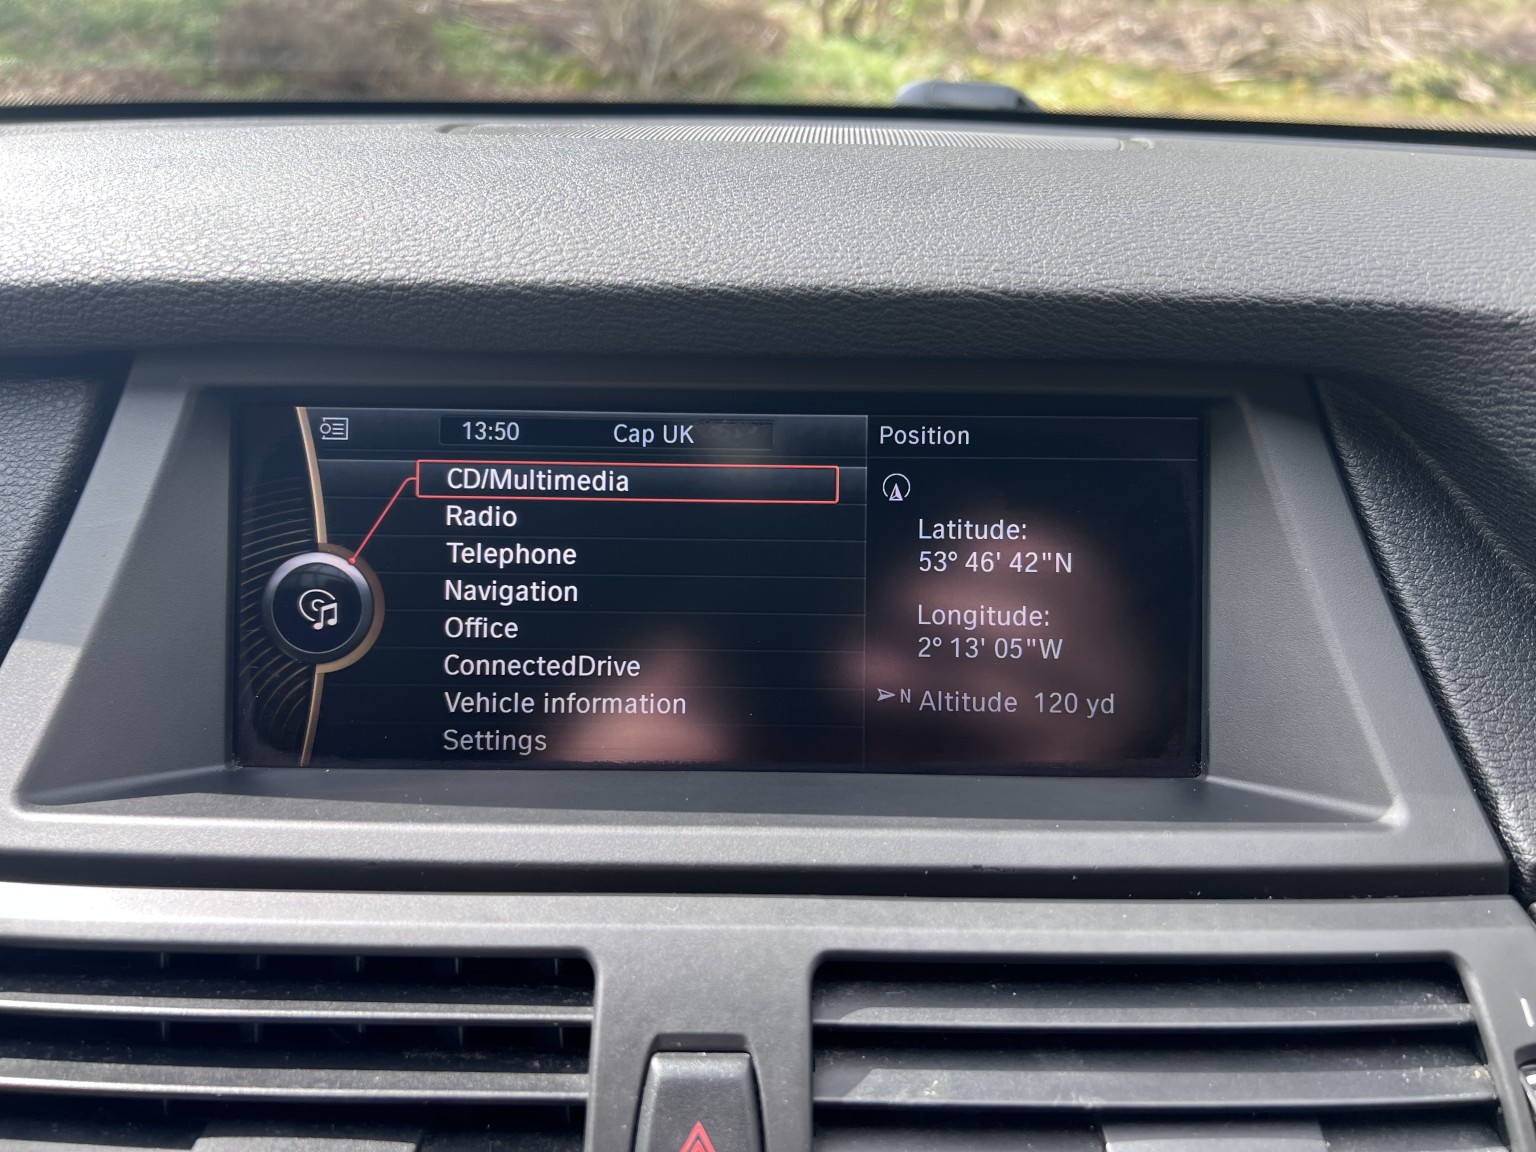 13:50 Cap UK
CD/Multimedia
Radio
Telephone
Navigation
Office
ConnectedDrive
Vehicle information
Settings
Position
Latitude:
53° 46' 42"N
Longitude:
2° 13' 05"W
N Altitude 120 yd